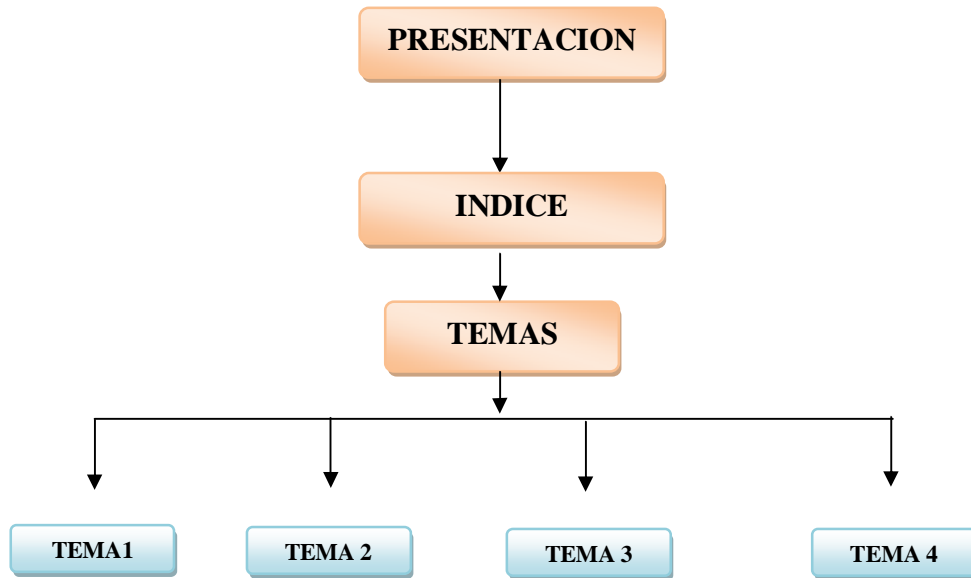 PRESENTACION
INDICE
TEMAS
TEMA1
TEMA 2
TEMA 3
TEMA 4